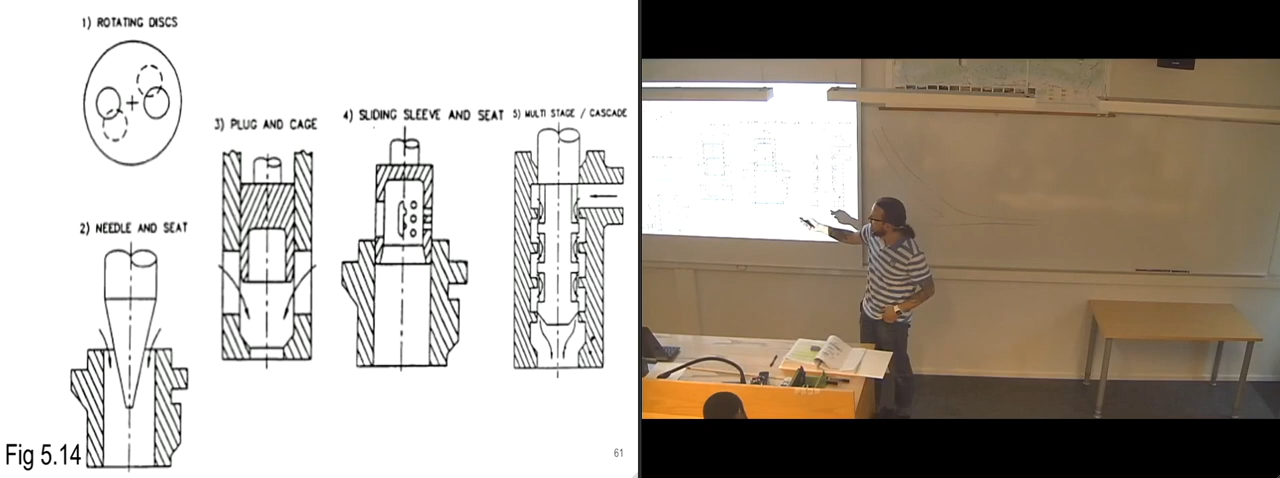 1) ROTATING DISCS
3) PLUG AND CAGE
4) SLIDING SLEEVE AND SEAT
5) MULTI STAGE / CASCADE
2) NEEDLE AND SEAT
Fig 5.14
61